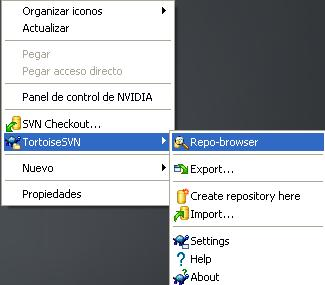 Organizar iconos
Actualizar
Pegar
Pegar acceso directo
Panel de control de NVIDIA
SVN Checkout...
TortoiseSVN
Nuevo
Propiedades
Repo-browser
Export...
Create repository here
Import...
Settings
Help
About